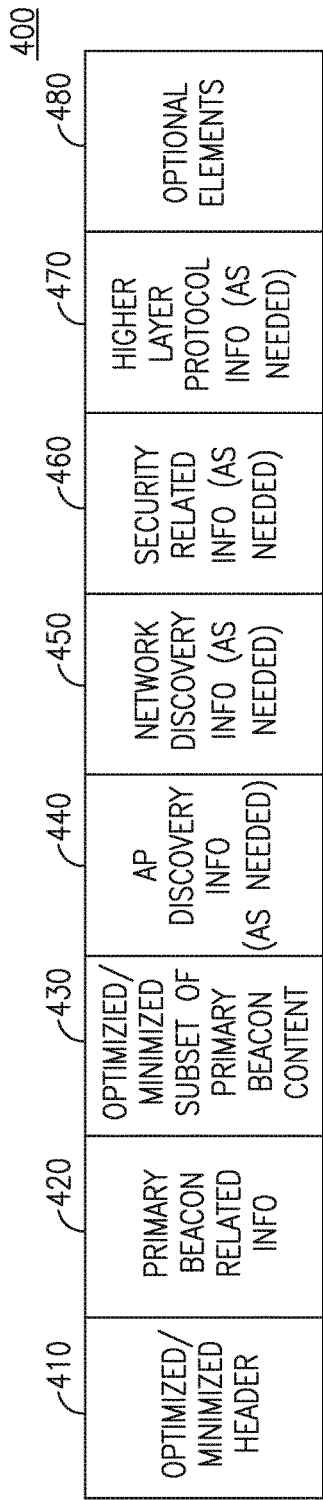 400
410
OPTIMIZED/
MINIMIZED
HEADER
420
PRIMARY
BEACON
RELATED
INFO
430
OPTIMIZIED/
MINIMIZED
SUBSET OF
PRIMARY
BEACON
CONTENT
440
AP
DISCOVERY
INFO
(AS NEEDED)
450
NETWORK
DISCOVERY
INFO (AS
NEEDED)
460
SECURITY
RELATED
INFO (AS
NEEDED)
470
HIGHER
LAYER
PROTOCOL
INFO (AS
NEEDED)
480
OPTIONAL
ELEMENTS